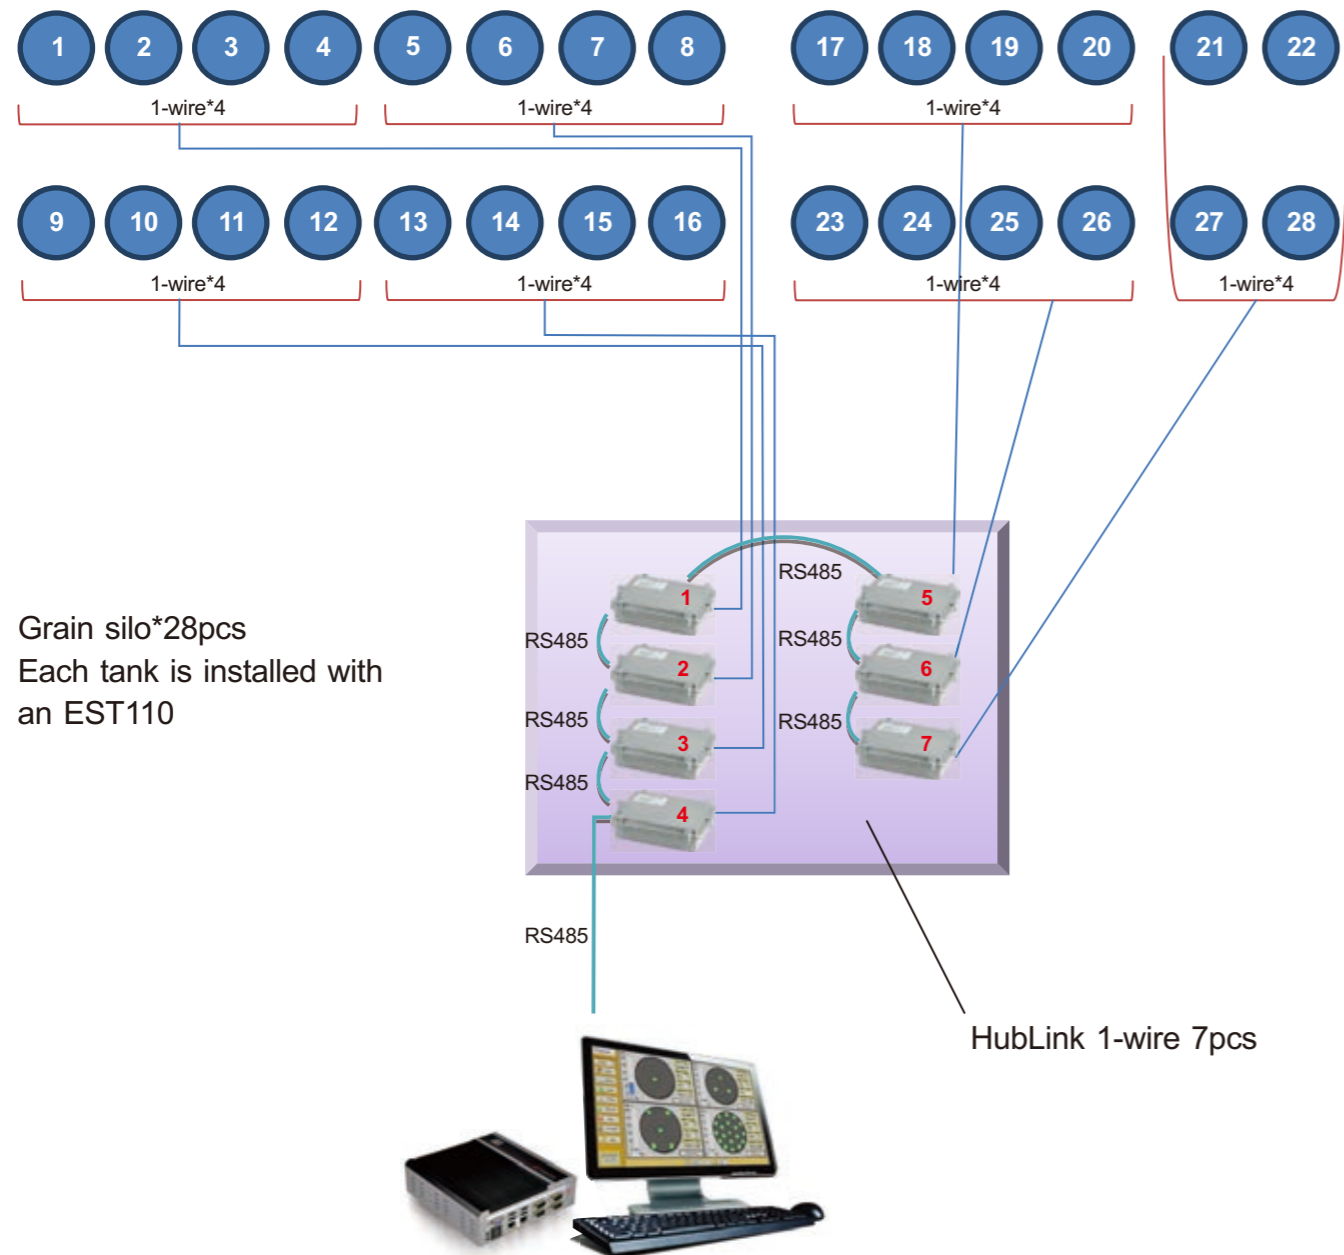 1 2 3 4 5 6 7 8 17 18 19 20 21 22
1-wire*4 1-wire*4 1-wire*4
9 10 11 12 13 14 15 16 23 24 25 26 27 28
1-wire*4 1-wire*4 1-wire*4 1-wire*4
RS485
1 5
Grain silo*28pcs
Each tank is installed with
an EST110
RS485 RS485
2 6
RS485 RS485
3 7
RS485
4
RS485
HubLink 1-wire 7pcs